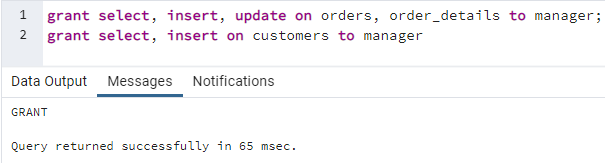 1 grant select, insert, update on orders, order_details to manager;
2 grant select, insert on customers to manager
Data Output Messages Notifications
GRANT
Query returned successfully in 65 msec.